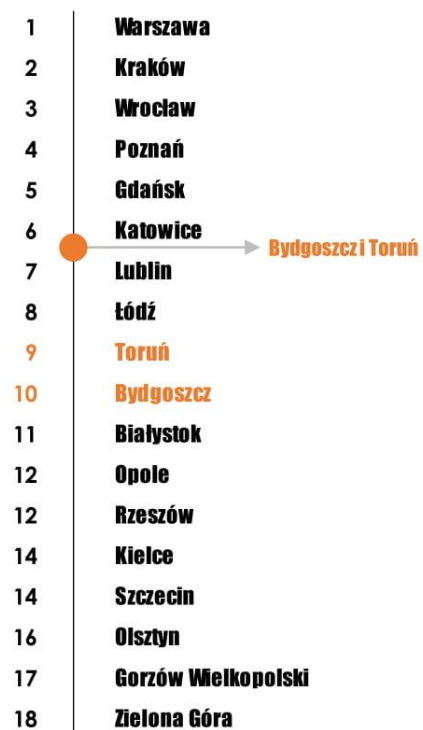 1 Warszawa
2 Kraków
3 Wrocław
4 Poznań
5 Gdańsk
6 Katowice
Bydgoszcz i Toruń
7 Lublin
8 Łódź
9 Toruń
10 Bydgoszcz
11 Białystok
12 Opole
12 Rzeszów
14 Kielce
14 Szczecin
16 Olsztyn
17 Gorzów Wielkopolski
18 Zielona Góra